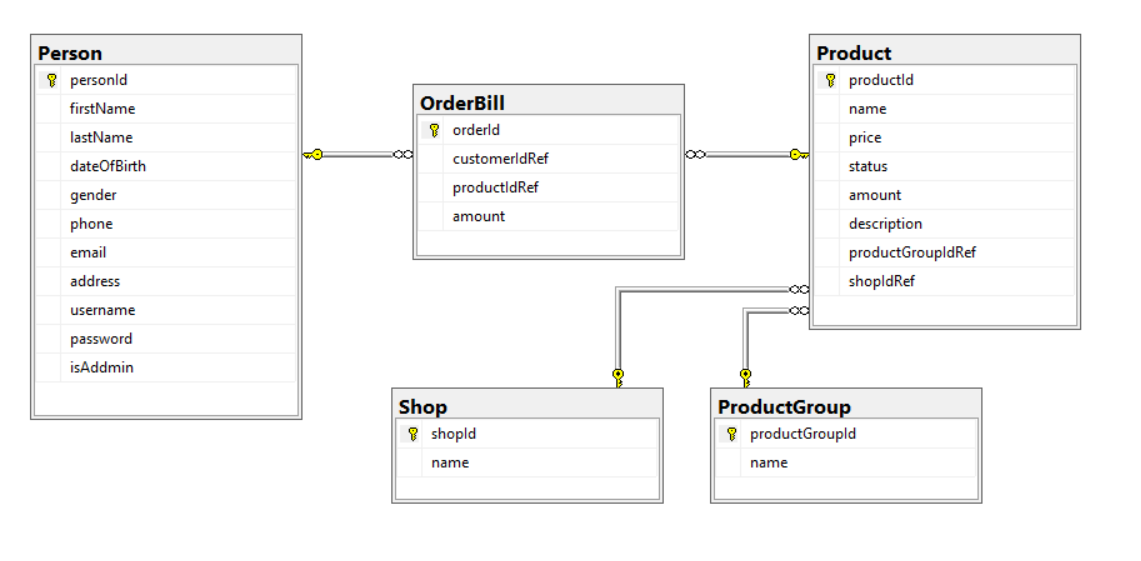 Person
personId
firstName
lastName
dateOfBirth
gender
phone
email
address
username
password
isAddmin
OrderBill
orderId
customerIdRef
productIdRef
amount
Product
productId
name
price
status
amount
description
productGroupIdRef
shopIdRef
Shop
shopId
name
ProductGroup
productGroupId
name